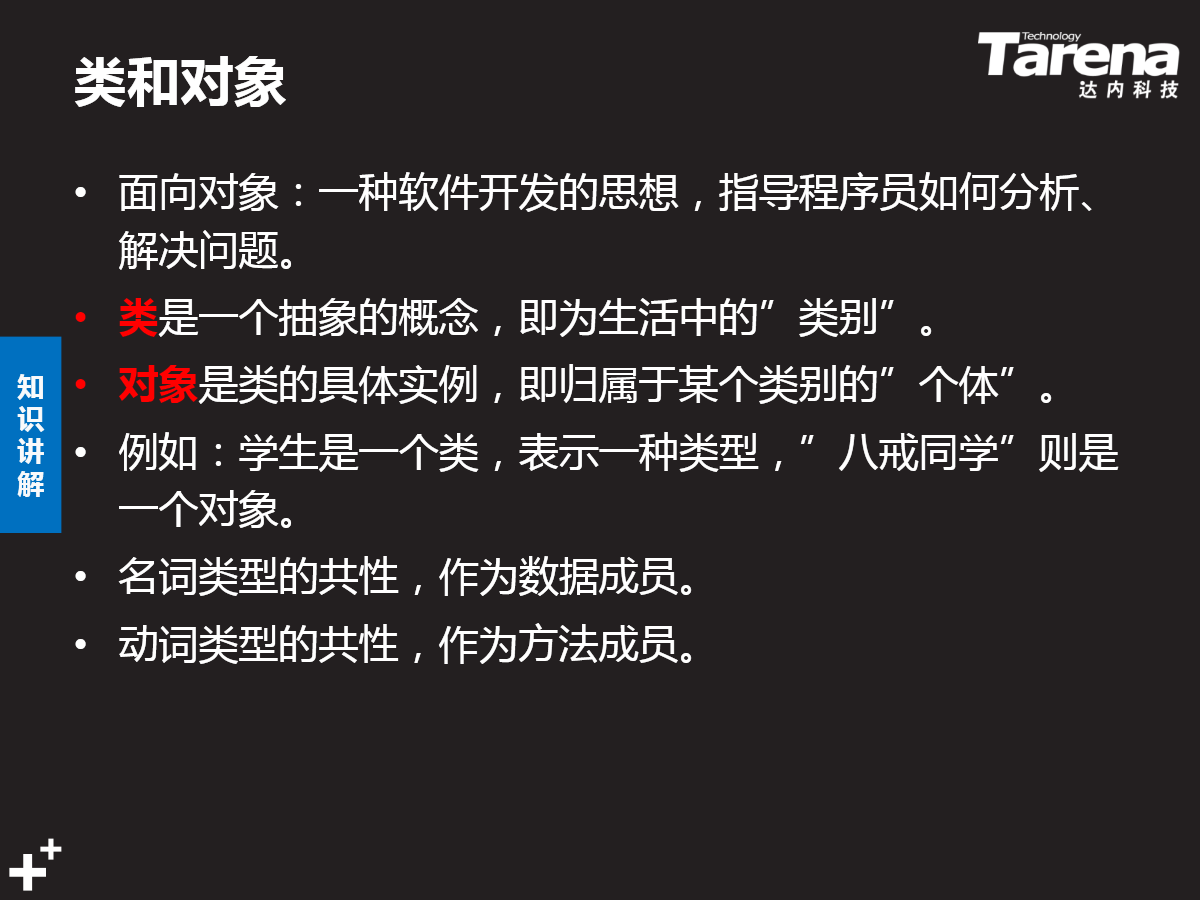 类和对象
Technology
Tarena
达内科技
• 面向对象：一种软件开发的思想，指导程序员如何分析、
解决问题。
• 类是一个抽象的概念，即为生活中的”类别”。
• 对象是类的具体实例，即归属于某个类别的”个体”。
• 例如：学生是一个类，表示一种类型，”八戒同学”则是
一个对象。
• 名词类型的共性，作为数据成员。
• 动词类型的共性，作为方法成员。
知
识
讲
解